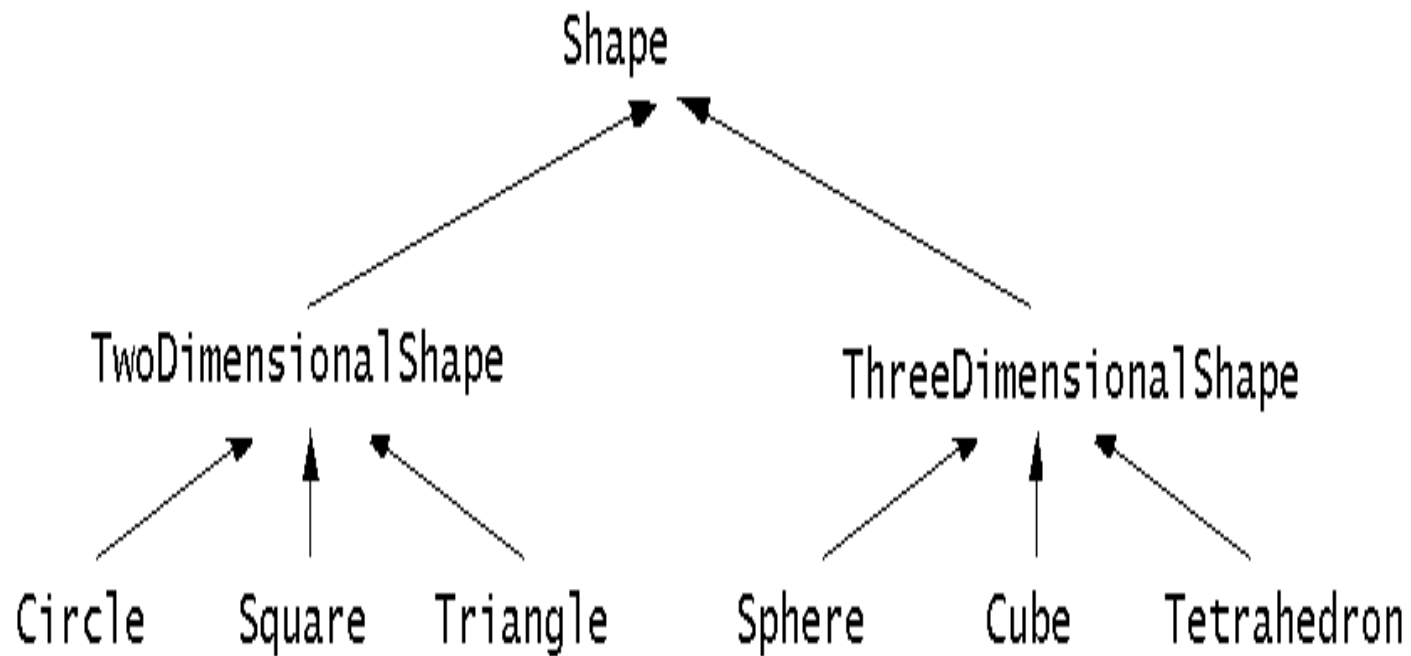 Shape
TwoDimensionalShape
ThreeDimensionalShape
Circle Square Triangle Sphere Cube Tetrahedron